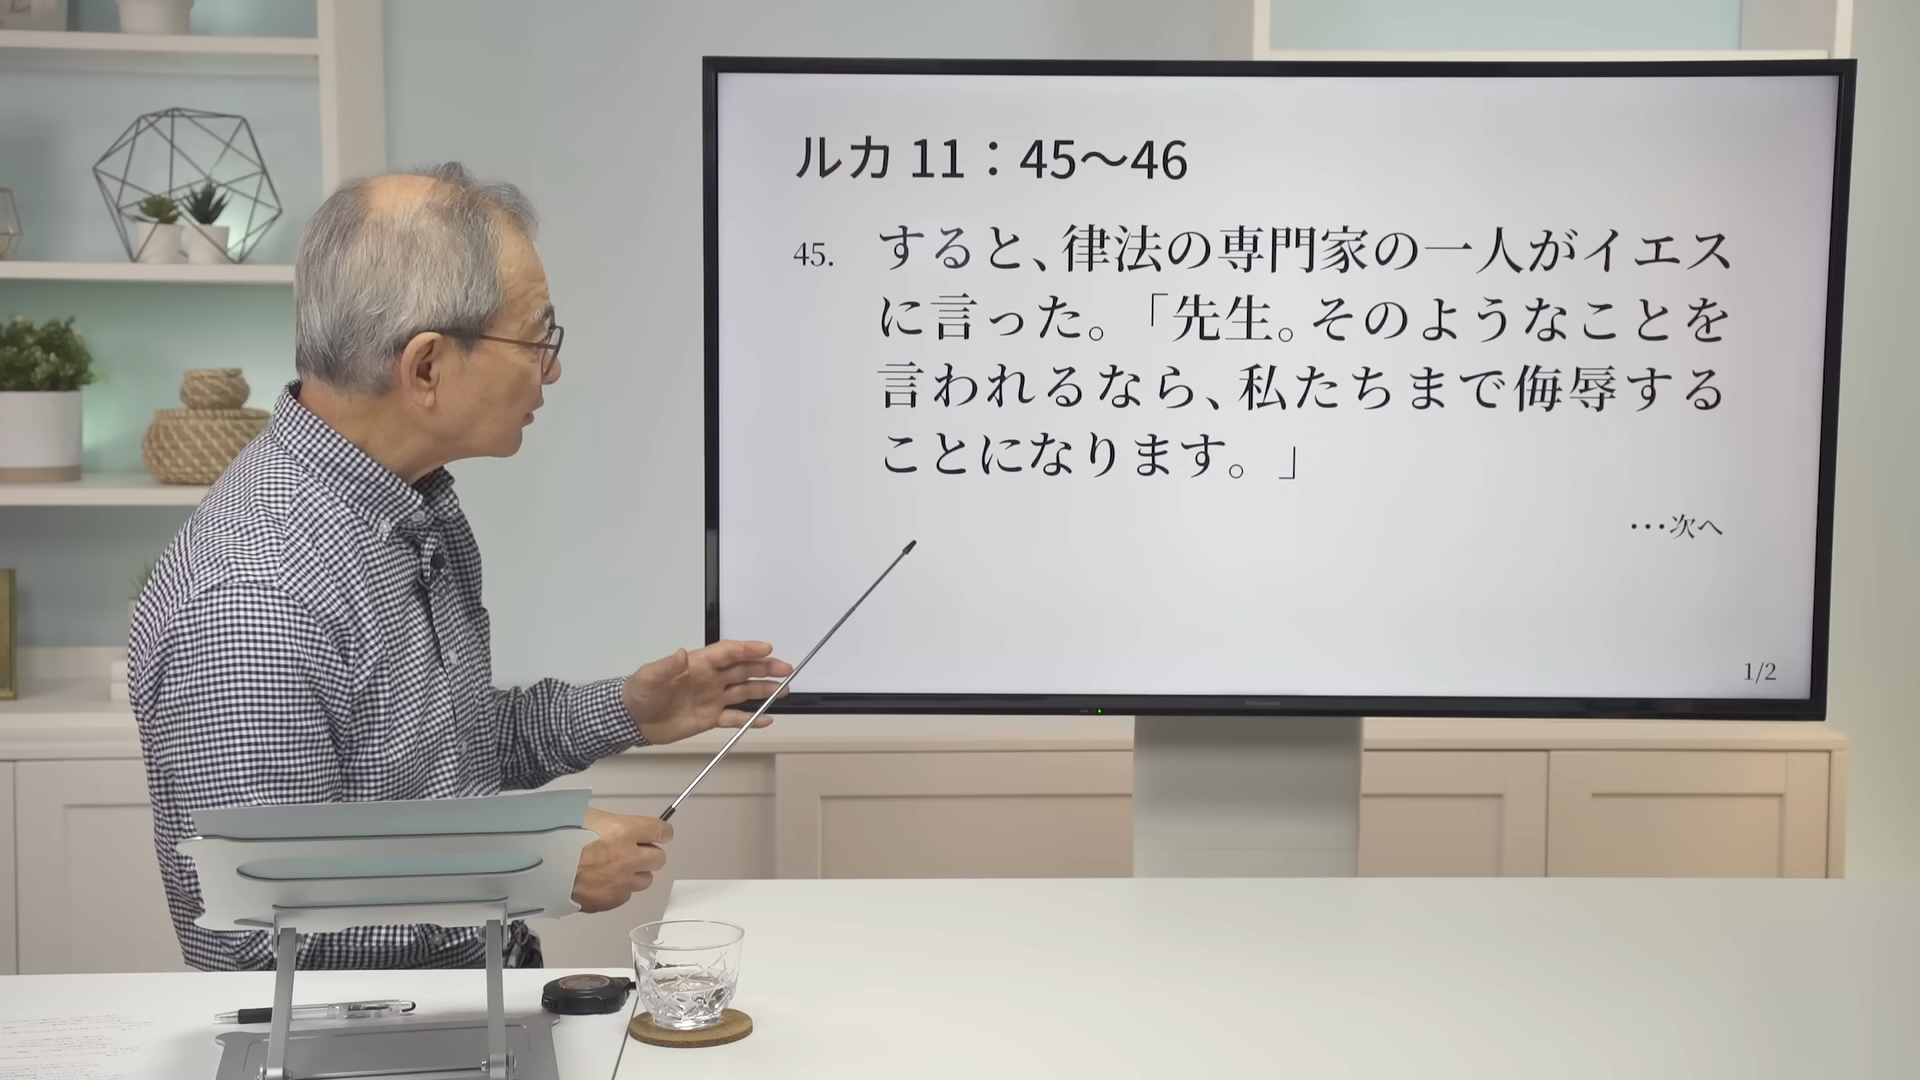 ルカ 11：45〜46
45. すると、律法の専門家の一人がイエス
に言った。「先生。そのようなことを
言われるなら、私たちまで侮辱する
ことになります。」
…次へ
1/2